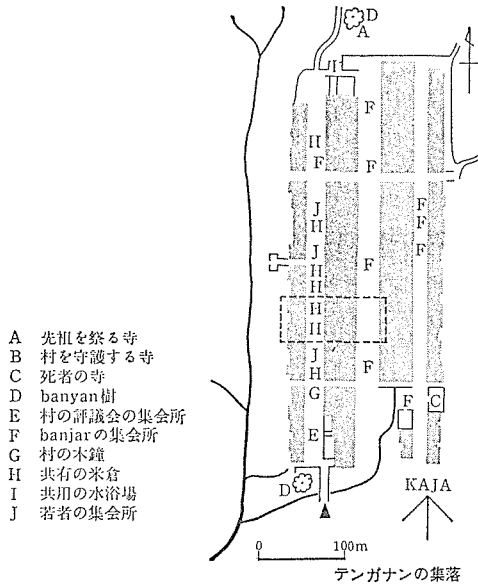 D
A
I
F
H
F
F
J
H
F
F
F
J
H
H
F
H
H
J
H
F
G
F
C
E
D
KAJA
0 100m
A 先祖を祭る寺
B 村を守護する寺
C 死者の寺
D banyan樹
E 村の評議会の集会所
F banjarの集会所
G 村の木鐘
H 共有の米倉
I 共用の水浴場
J 若者の集会所
テンガナンの集落